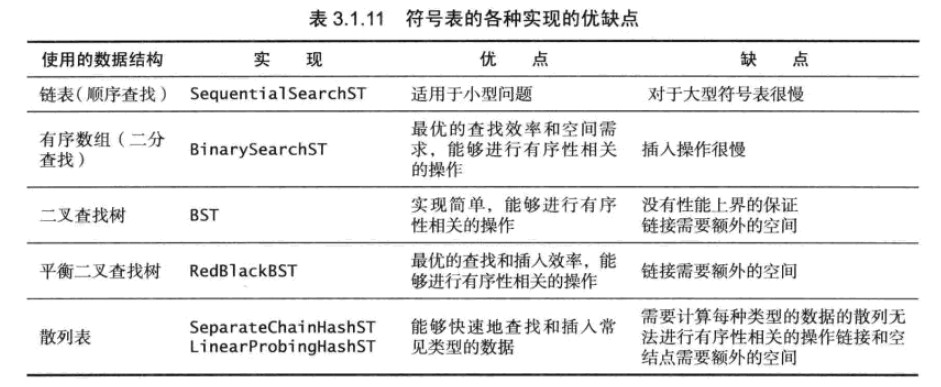 表 3.1.11 符号表的各种实现的优缺点
使用的数据结构 实 现 优 点 缺 点
链表（顺序查找） SequentialSearchST 适用于小型问题 对于大型符号表很慢
有序数组（二分
查找）
BinarySearchST
最优的查找效率和空间需
求，能够进行有序性相关
的操作
插入操作很慢
二叉查找树
BST
实现简单，能够进行有序
性相关的操作
没有性能上界的保证
链接需要额外的空间
平衡二叉查找树
RedBlackBST
最优的查找和插入效率，能
够进行有序性相关的操作
链接需要额外的空间
散列表
SeparateChainHashST
LinearProbingHashST
能够快速地查找和插入常
见类型的数据
需要计算每种类型的数据的散列无
法进行有序性相关的操作链接和空
结点需要额外的空间